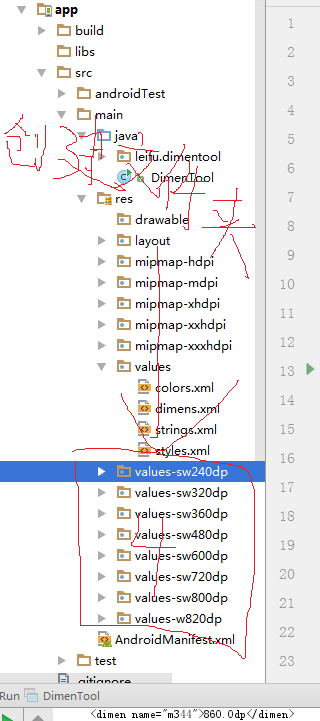 app
build
libs
src
androidTest
main
java
leifu.dimentool
DimenTool
res
drawable
layout
mipmap-hdpi
mipmap-mdpi
mipmap-xhdpi
mipmap-xxhdpi
mipmap-xxxhdpi
values
colors.xml
dimens.xml
strings.xml
styles.xml
values-sw240dp
values-sw320dp
values-sw360dp
values-sw480dp
values-sw600dp
values-sw720dp
values-sw800dp
values-w820dp
AndroidManifest.xml
test
.gitignore
创建
1
2
3
4
5
6
7
8
9
10
11
12
13
14
15
16
17
18
19
20
21
22
23
Run DimenTool
<dimen name="m344">860.0dp</dimen>